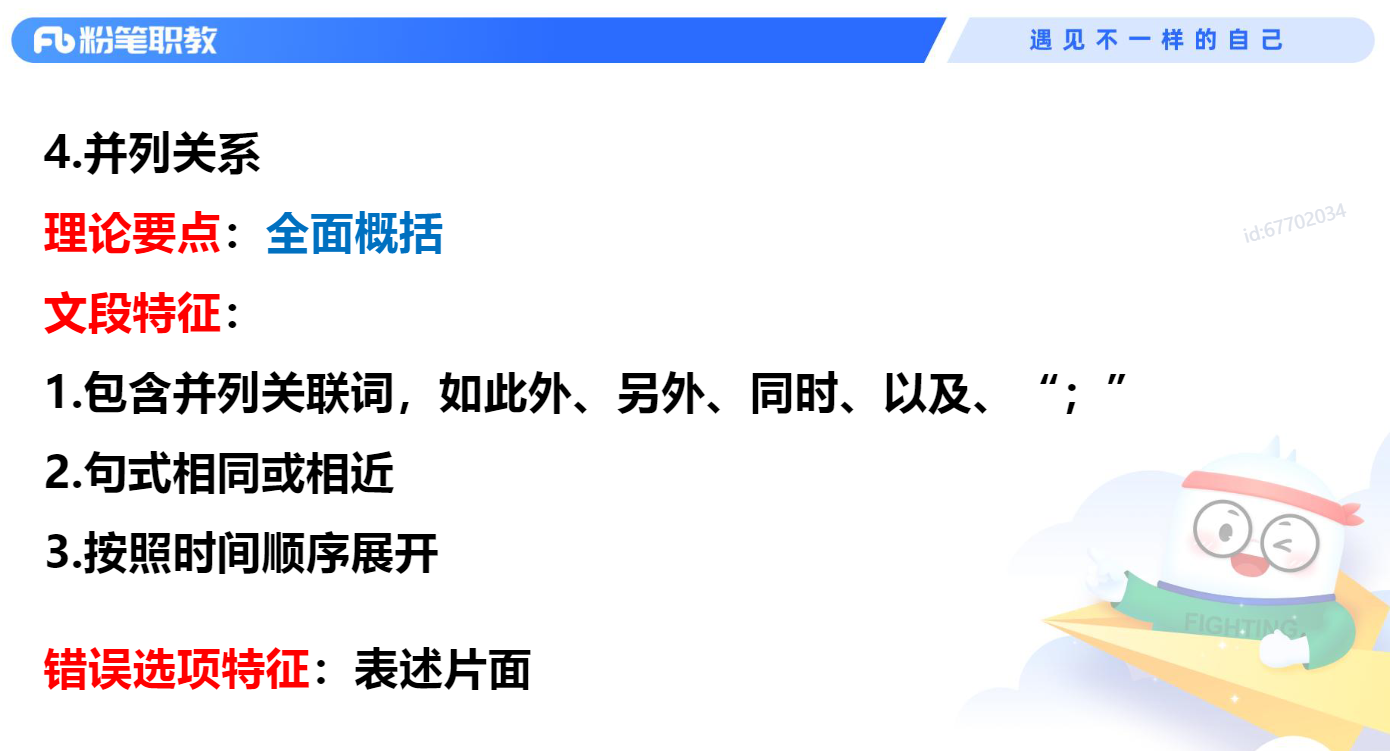 粉笔职教
遇见不一样的自己
4.并列关系
理论要点：全面概括
id:67702034
文段特征：
1.包含并列关联词，如此外、另外、同时、以及、“；”
2.句式相同或相近
3.按照时间顺序展开
FIGHTING
错误选项特征：表述片面